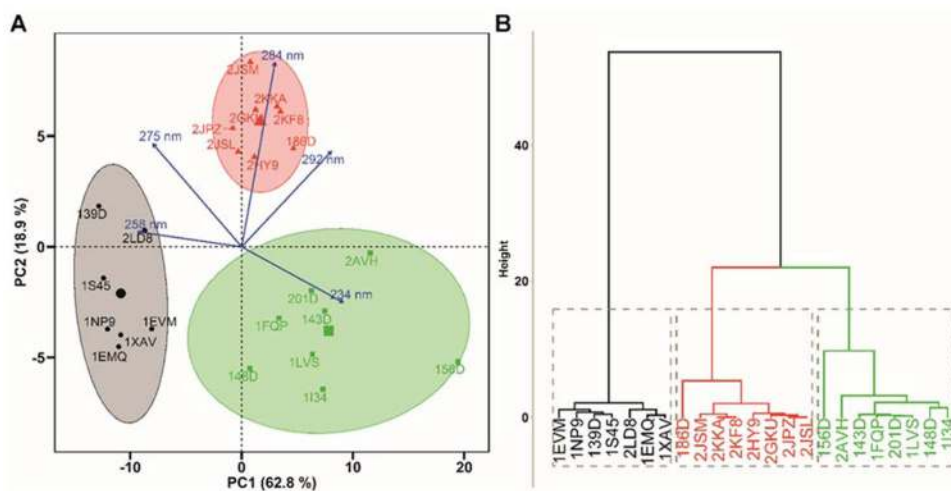 A
B
284 nm
2JSM
2KKA
2GKU
2KF8
2JPZ
186D
2JSL
2HY9
292 nm
275 nm
139D
258 nm
2LD8
1S45
1NP9
1EVM
1XAV
1EMQ
2AVH
234 nm
201D
143D
1FQP
1LVS
156D
148D
1I34
5
0
-5
-10
0
10
20
PC2 (18.9 %)
PC1 (62.8 %)
Height
40
20
0
1EVM
1NP9
139D
1S45
2LD8
1EMQ
1XAV
186D
2JSM
2KKA
2KF8
2HY9
2GKU
2JPZ
2JSL
156D
2AVH
143D
1FQP
201D
1LVS
148D
134